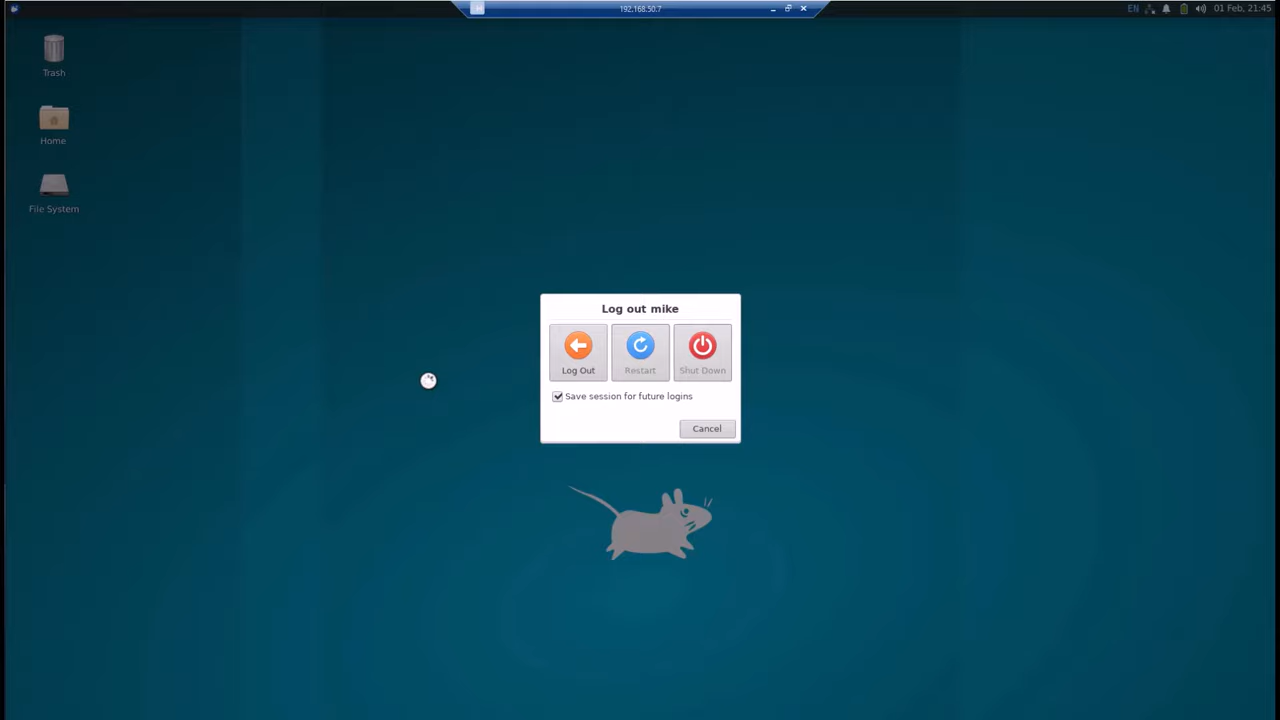 192.168.50.7
EN
01 Feb, 21:45
Trash
Home
File System
Log out mike
Log Out
Restart
Shut Down
Save session for future logins
Cancel